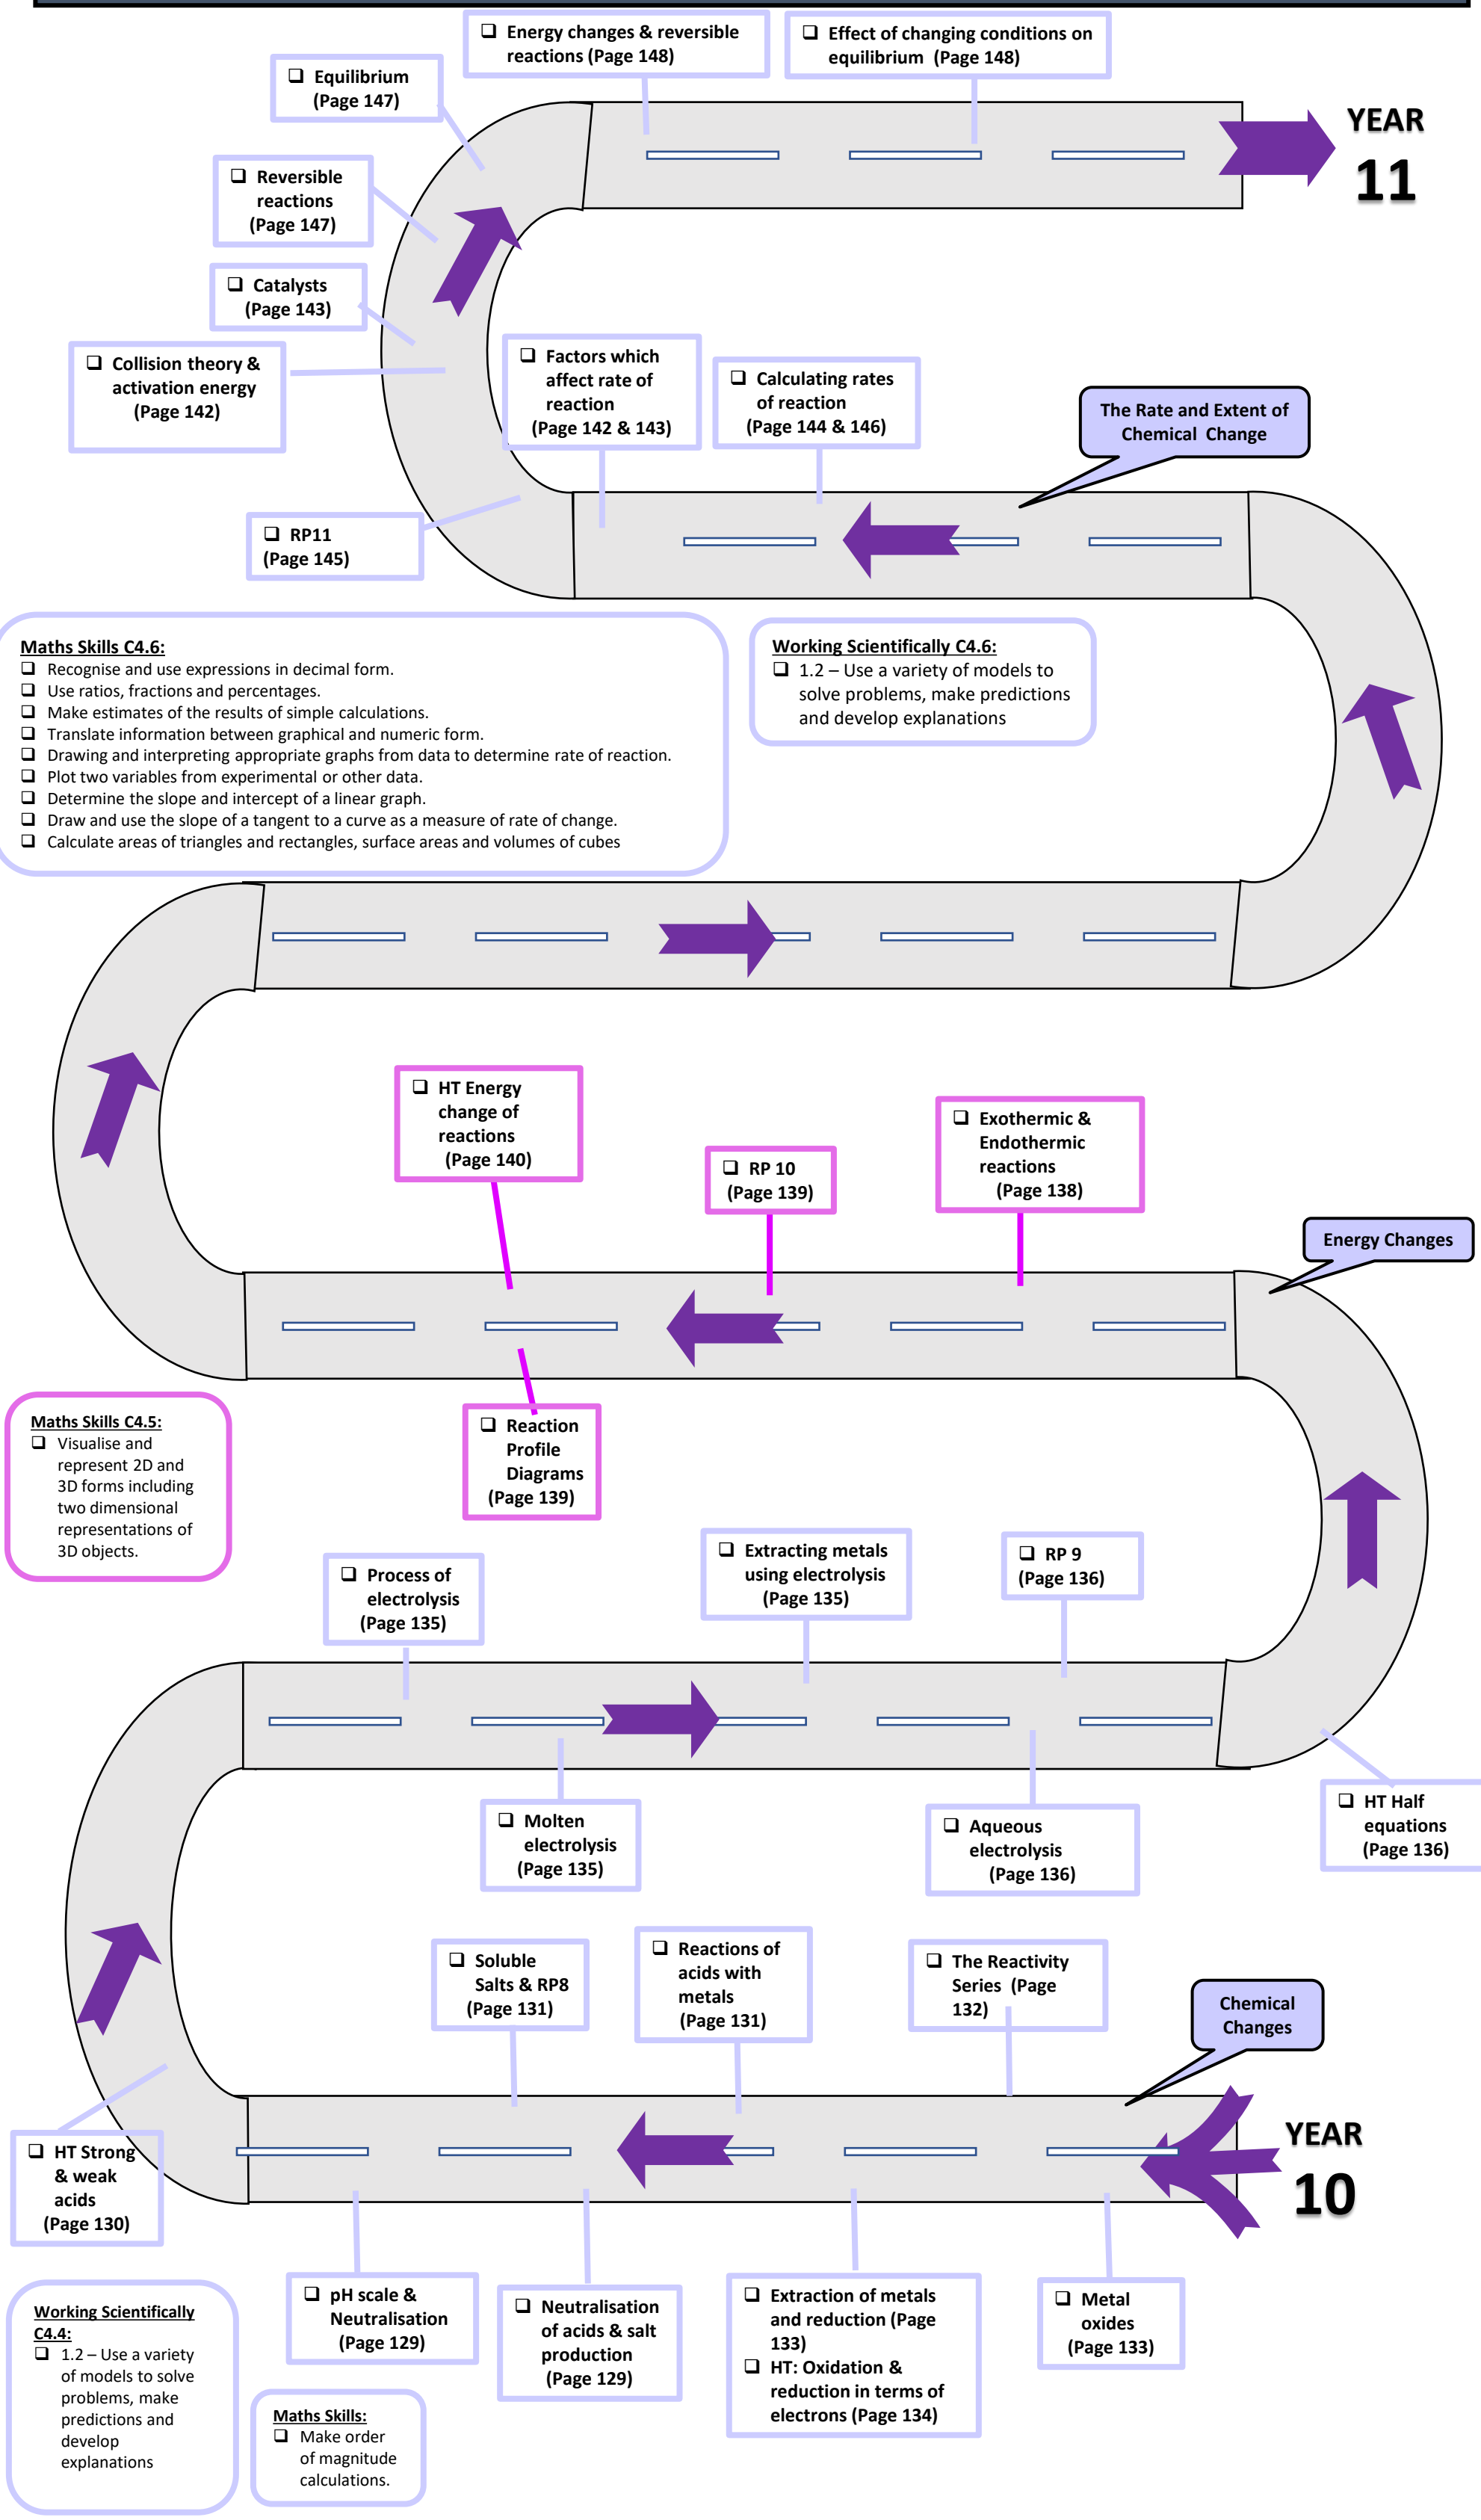 ❑ Energy changes & reversible
reactions (Page 148)
❑ Effect of changing conditions on
equilibrium (Page 148)
❑ Equilibrium
(Page 147)
YEAR
11
❑ Reversible
reactions
(Page 147)
❑ Catalysts
(Page 143)
❑ Collision theory &
activation energy
(Page 142)
❑ Factors which
affect rate of
reaction
(Page 142 & 143)
❑ Calculating rates
of reaction
(Page 144 & 146)
The Rate and Extent of
Chemical Change
❑ RP11
(Page 145)
Maths Skills C4.6:
❑ Recognise and use expressions in decimal form.
❑ Use ratios, fractions and percentages.
❑ Make estimates of the results of simple calculations.
❑ Translate information between graphical and numeric form.
❑ Drawing and interpreting appropriate graphs from data to determine rate of reaction.
❑ Plot two variables from experimental or other data.
❑ Determine the slope and intercept of a linear graph.
❑ Draw and use the slope of a tangent to a curve as a measure of rate of change.
❑ Calculate areas of triangles and rectangles, surface areas and volumes of cubes
Working Scientifically C4.6:
❑ 1.2 – Use a variety of models to
solve problems, make predictions
and develop explanations
❑ HT Energy
change of
reactions
(Page 140)
❑ RP 10
(Page 139)
❑ Exothermic &
Endothermic
reactions
(Page 138)
Energy Changes
Maths Skills C4.5:
❑ Visualise and
represent 2D and
3D forms including
two dimensional
representations of
3D objects.
❑ Reaction
Profile
Diagrams
(Page 139)
❑ Process of
electrolysis
(Page 135)
❑ Extracting metals
using electrolysis
(Page 135)
❑ RP 9
(Page 136)
❑ Molten
electrolysis
(Page 135)
❑ Aqueous
electrolysis
(Page 136)
❑ HT Half
equations
(Page 136)
❑ Soluble
Salts & RP8
(Page 131)
❑ Reactions of
acids with
metals
(Page 131)
❑ The Reactivity
Series (Page
132)
Chemical
Changes
YEAR
10
❑ HT Strong
& weak
acids
(Page 130)
❑ pH scale &
Neutralisation
(Page 129)
❑ Neutralisation
of acids & salt
production
(Page 129)
❑ Extraction of metals
and reduction (Page
133)
❑ HT: Oxidation &
reduction in terms of
electrons (Page 134)
❑ Metal
oxides
(Page 133)
Working Scientifically
C4.4:
❑ 1.2 – Use a variety
of models to solve
problems, make
predictions and
develop
explanations
Maths Skills:
❑ Make order
of magnitude
calculations.